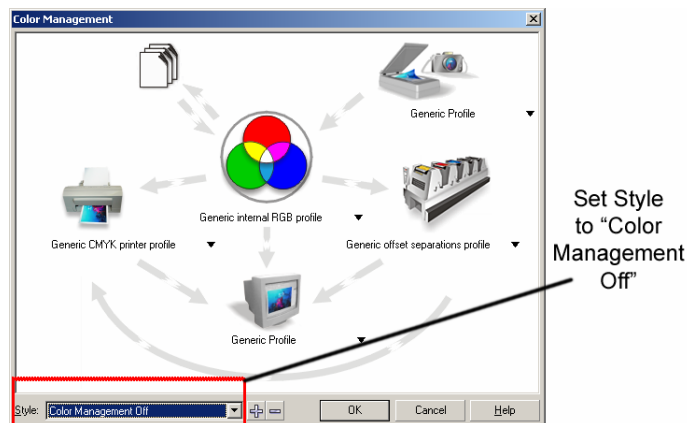 Color Management
Generic Profile
Generic internal RGB profile
Generic CMYK printer profile
Generic offset separations profile
Generic Profile
Style: Color Management Off
OK Cancel Help
Set Style
to “Color
Management
Off”